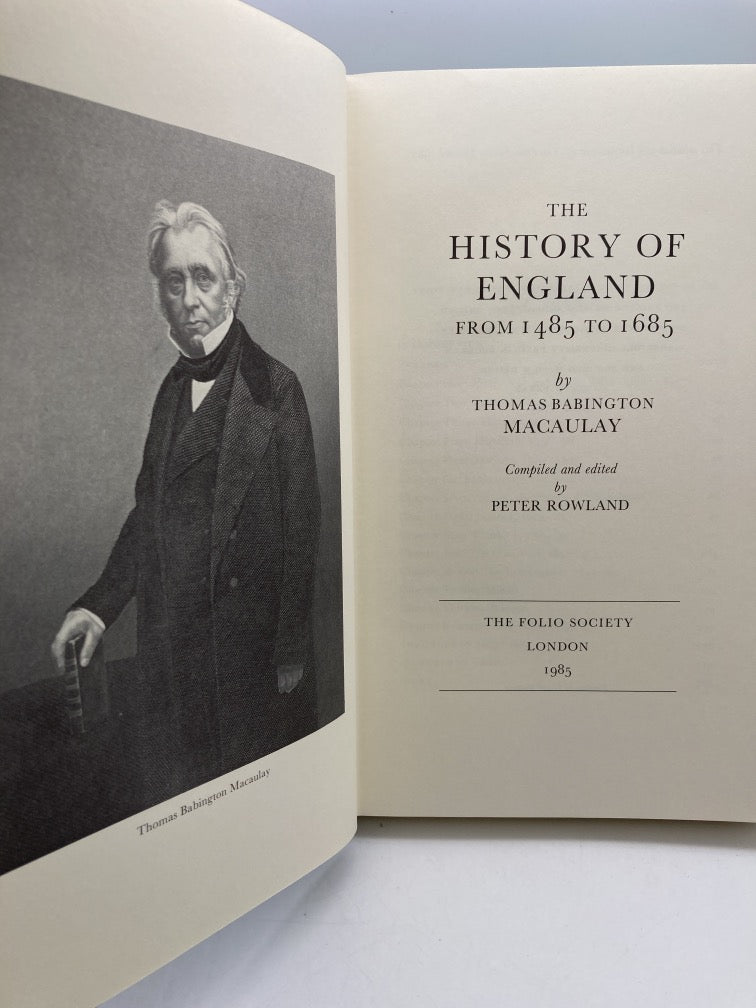 Thomas Babington Macaulay
THE
HISTORY OF
ENGLAND
FROM 1485 TO 1685
by
THOMAS BABINGTON
MACAULAY
Compiled and edited
by
PETER ROWLAND
THE FOLIO SOCIETY
LONDON
1985